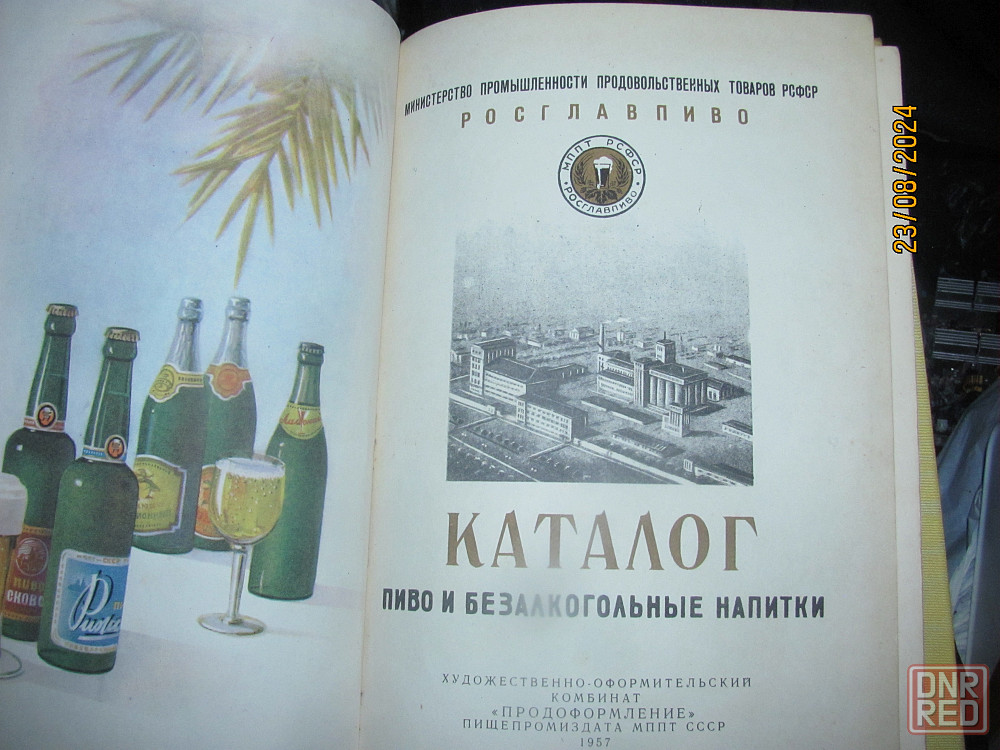 МИНИСТЕРСТВО ПРОМЫШЛЕННОСТИ ПРОДОВОЛЬСТВЕННЫХ ТОВАРОВ РСФСР
РОСГЛАВПИВО
МППТ РСФСР
• РОСГЛАВПИВО •
КАТАЛОГ
ПИВО И БЕЗАЛКОГОЛЬНЫЕ НАПИТКИ
ХУДОЖЕСТВЕННО-ОФОРМИТЕЛЬСКИЙ
КОМБИНАТ
«ПРОДОФОРМЛЕНИЕ»
ПИЩЕПРОМИЗДАТА МППТ СССР
1957
23/08/2024
DNR
RED